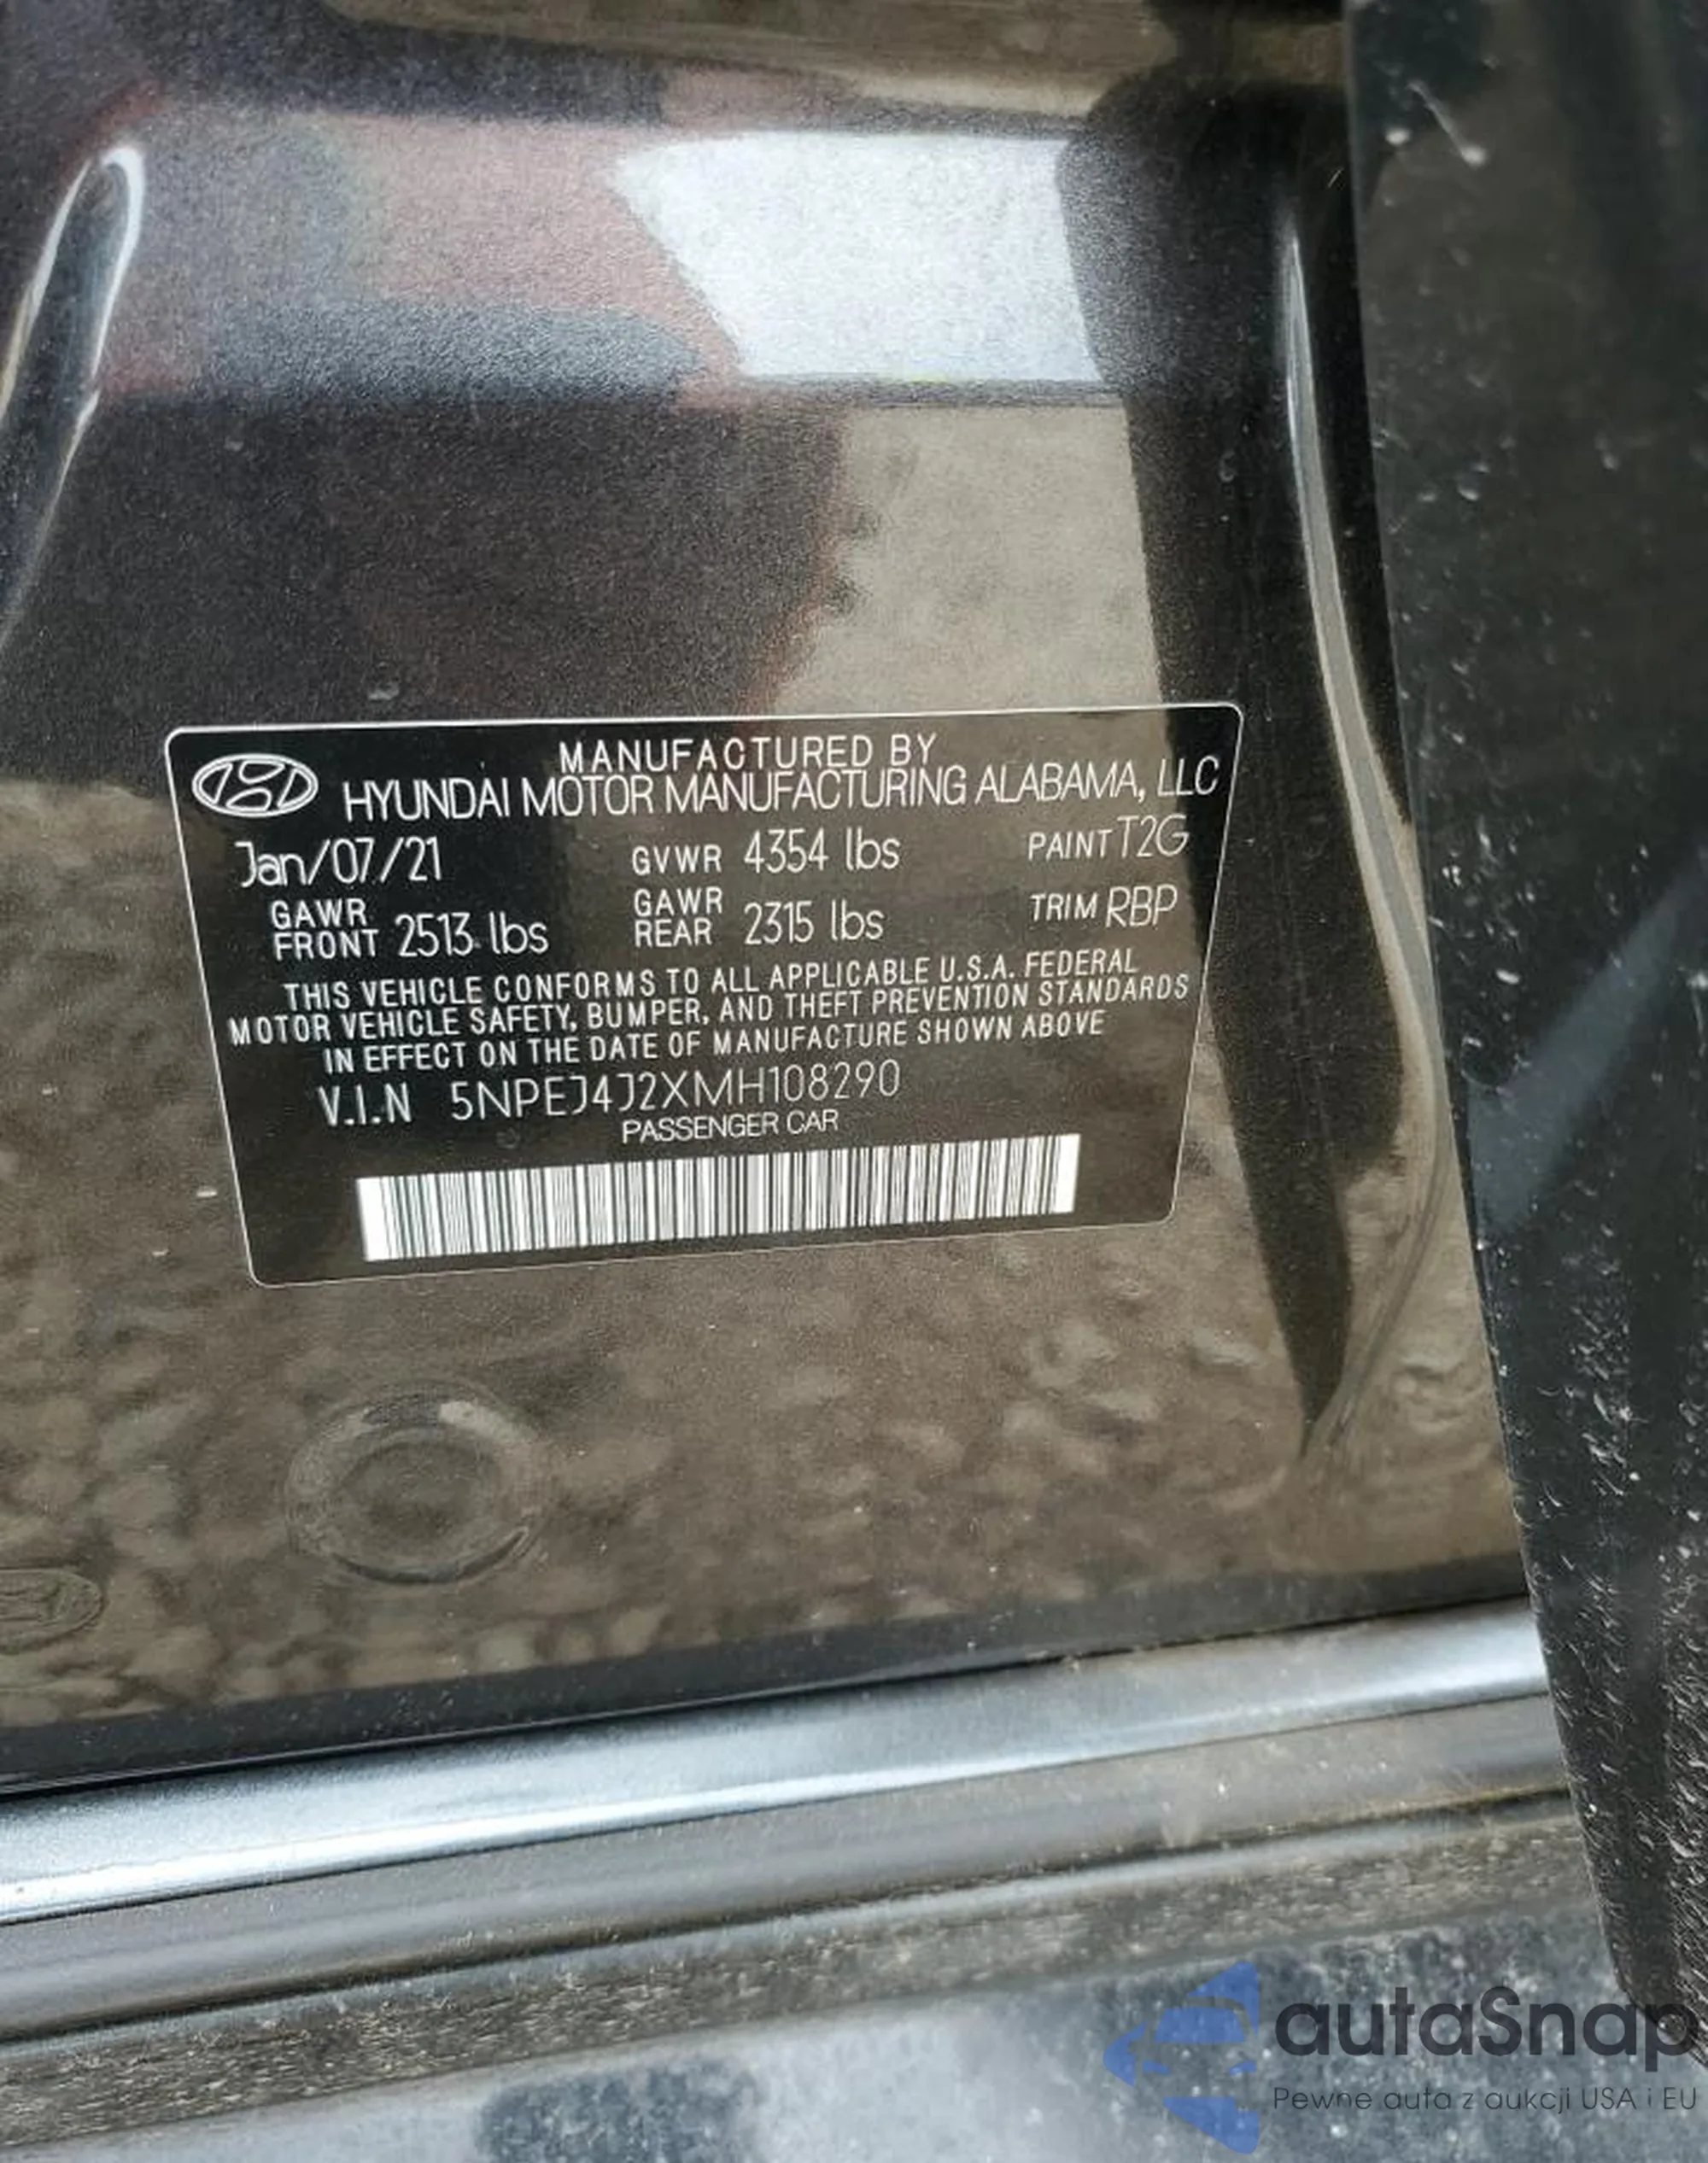 MANUFACTURED BY
HYUNDAI MOTOR MANUFACTURING ALABAMA, LLC
Jan/07/21 GVWR 4354 lbs PAINT T2G
GAWR FRONT 2513 lbs GAWR REAR 2315 lbs TRIM RBP
THIS VEHICLE CONFORMS TO ALL APPLICABLE U.S.A. FEDERAL
MOTOR VEHICLE SAFETY, BUMPER, AND THEFT PREVENTION STANDARDS
IN EFFECT ON THE DATE OF MANUFACTURE SHOWN ABOVE
V.I.N 5NPEJ4J2XMH108290
PASSENGER CAR
autaSnap
Pewne auta z aukcji USA i EU